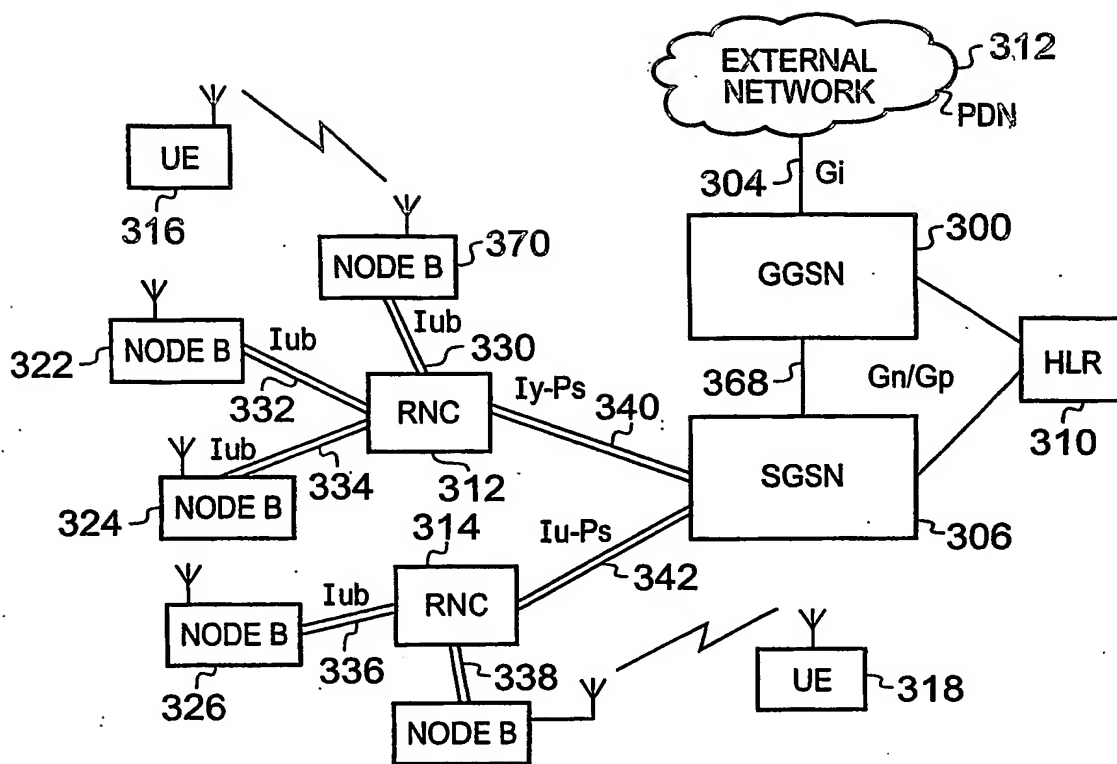 EXTERNAL
NETWORK
312
PDN
304
Gi
UE
316
300
GGSN
NODE B
370
Iub
330
322
NODE B
Iub
332
RNC
312
Iy-Ps
340
368
Gn/Gp
HLR
310
Iub
334
324
NODE B
SGSN
306
314
RNC
Iu-Ps
342
Iub
336
NODE B
326
338
NODE B
UE
318